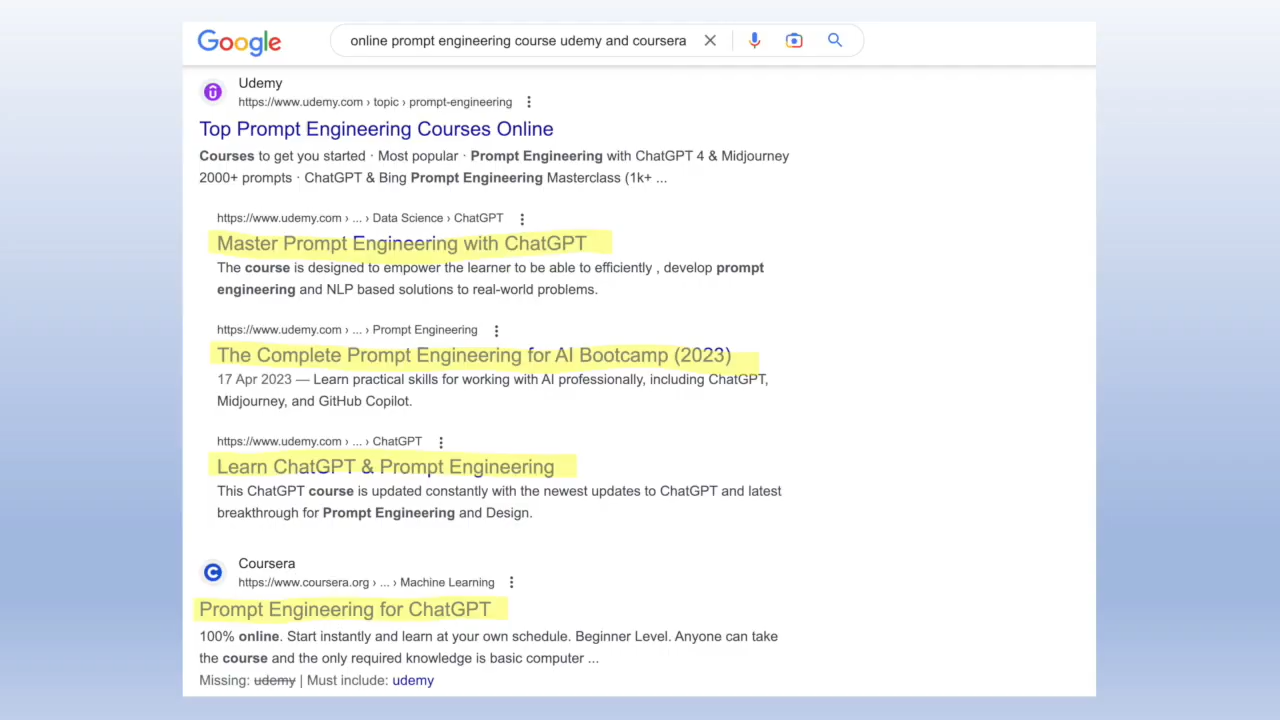 Google
online prompt engineering course udemy and coursera
Udemy
https://www.udemy.com › topic › prompt-engineering
Top Prompt Engineering Courses Online
Courses to get you started · Most popular · Prompt Engineering with ChatGPT 4 & Midjourney
2000+ prompts · ChatGPT & Bing Prompt Engineering Masterclass (1k+ ...
https://www.udemy.com › ... › Data Science › ChatGPT
Master Prompt Engineering with ChatGPT
The course is designed to empower the learner to be able to efficiently , develop prompt
engineering and NLP based solutions to real-world problems.
https://www.udemy.com › ... › Prompt Engineering
The Complete Prompt Engineering for AI Bootcamp (2023)
17 Apr 2023 — Learn practical skills for working with AI professionally, including ChatGPT,
Midjourney, and GitHub Copilot.
https://www.udemy.com › ... › ChatGPT
Learn ChatGPT & Prompt Engineering
This ChatGPT course is updated constantly with the newest updates to ChatGPT and latest
breakthrough for Prompt Engineering and Design.
Coursera
https://www.coursera.org › ... › Machine Learning
Prompt Engineering for ChatGPT
100% online. Start instantly and learn at your own schedule. Beginner Level. Anyone can take
the course and the only required knowledge is basic computer ...
Missing: udemy | Must include: udemy